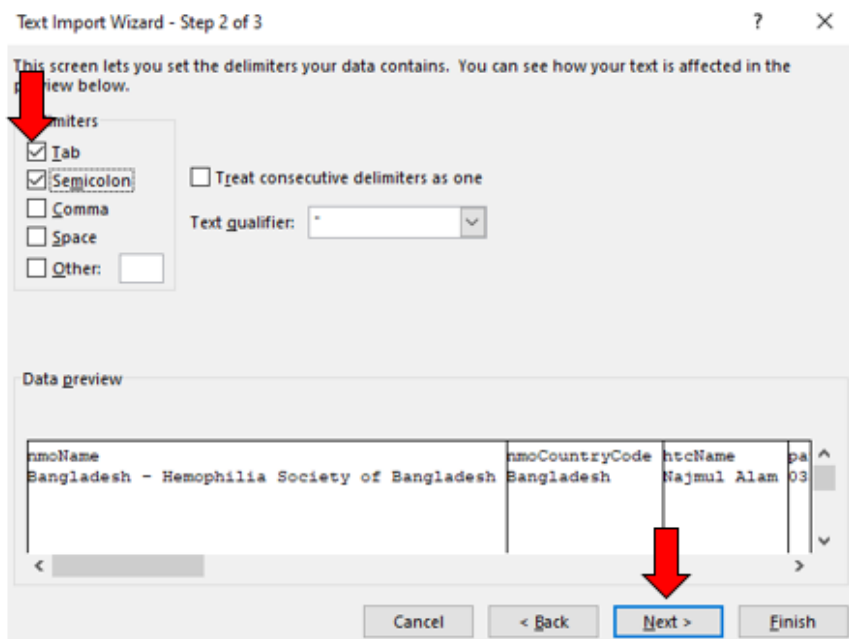 Text Import Wizard - Step 2 of 3
?
This screen lets you set the delimiters your data contains. You can see how your text is affected in the
preview below.
Delimiters
Tab
Semicolon
Comma
Space
Other:
Treat consecutive delimiters as one
Text qualifier: "
Data preview
nmoName nmoCountryCode htcName pa
Bangladesh - Hemophilia Society of Bangladesh Bangladesh Najmul Alam 03
Cancel < Back Next > Finish